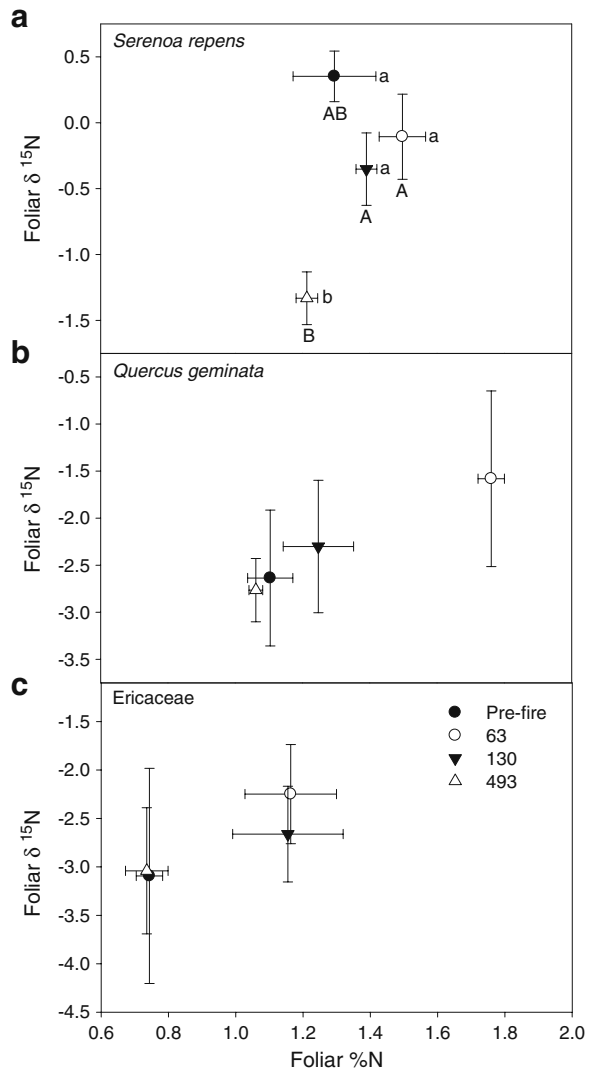 a
Serenoa repens
0.5
0.0
-0.5
-1.0
-1.5
Foliar δ ¹⁵N
a
AB
a
A
a
A
b
B
b
Quercus geminata
-0.5
-1.0
-1.5
-2.0
-2.5
-3.0
-3.5
Foliar δ ¹⁵N
c
Ericaceae
Pre-fire
63
130
493
-1.5
-2.0
-2.5
-3.0
-3.5
-4.0
-4.5
Foliar δ ¹⁵N
0.6 0.8 1.0 1.2 1.4 1.6 1.8 2.0
Foliar %N